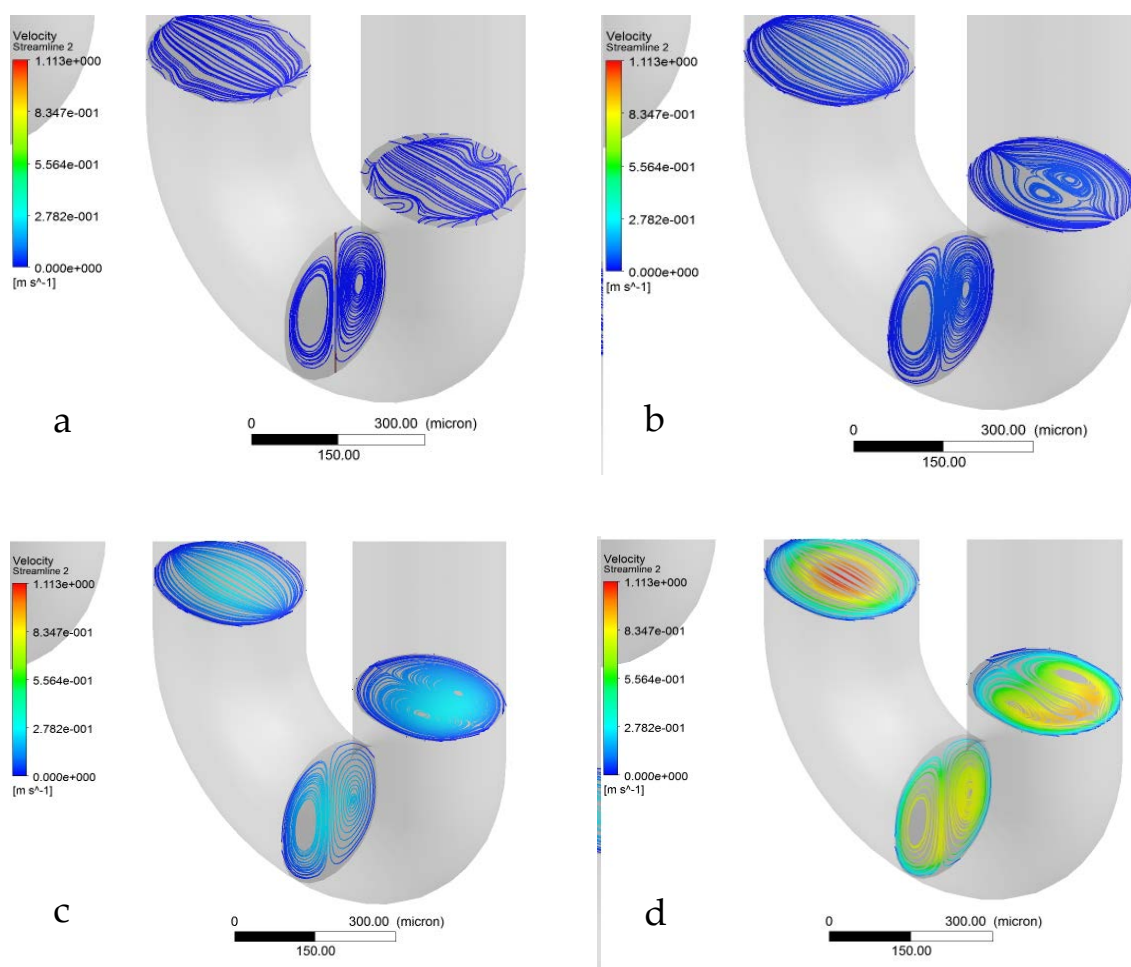 Velocity
Streamline 2
1.113e+000
8.347e-001
5.564e-001
2.782e-001
0.000e+000
[m s^-1]
a
0 300.00 (micron)
150.00
Velocity
Streamline 2
1.113e+000
8.347e-001
5.564e-001
2.782e-001
0.000e+000
[m s^-1]
b
0 300.00 (micron)
150.00
Velocity
Streamline 2
1.113e+000
8.347e-001
5.564e-001
2.782e-001
0.000e+000
[m s^-1]
c
0 300.00 (micron)
150.00
Velocity
Streamline 2
1.113e+000
8.347e-001
5.564e-001
2.782e-001
0.000e+000
[m s^-1]
d
0 300.00 (micron)
150.00